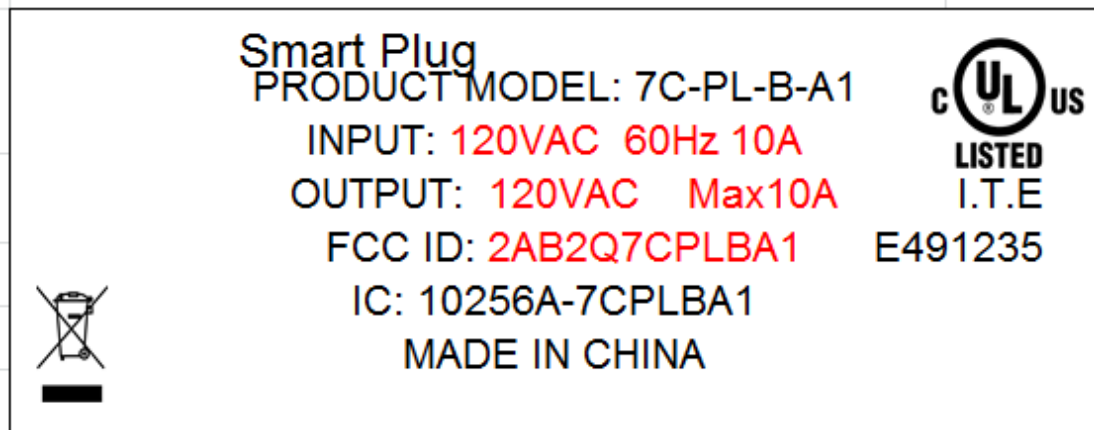 Smart Plug
PRODUCT MODEL: 7C-PL-B-A1
INPUT: 120VAC 60Hz 10A
OUTPUT: 120VAC Max10A
FCC ID: 2AB2Q7CPLBA1
IC: 10256A-7CPLBA1
MADE IN CHINA
C UL ® US
LISTED
I.T.E
E491235